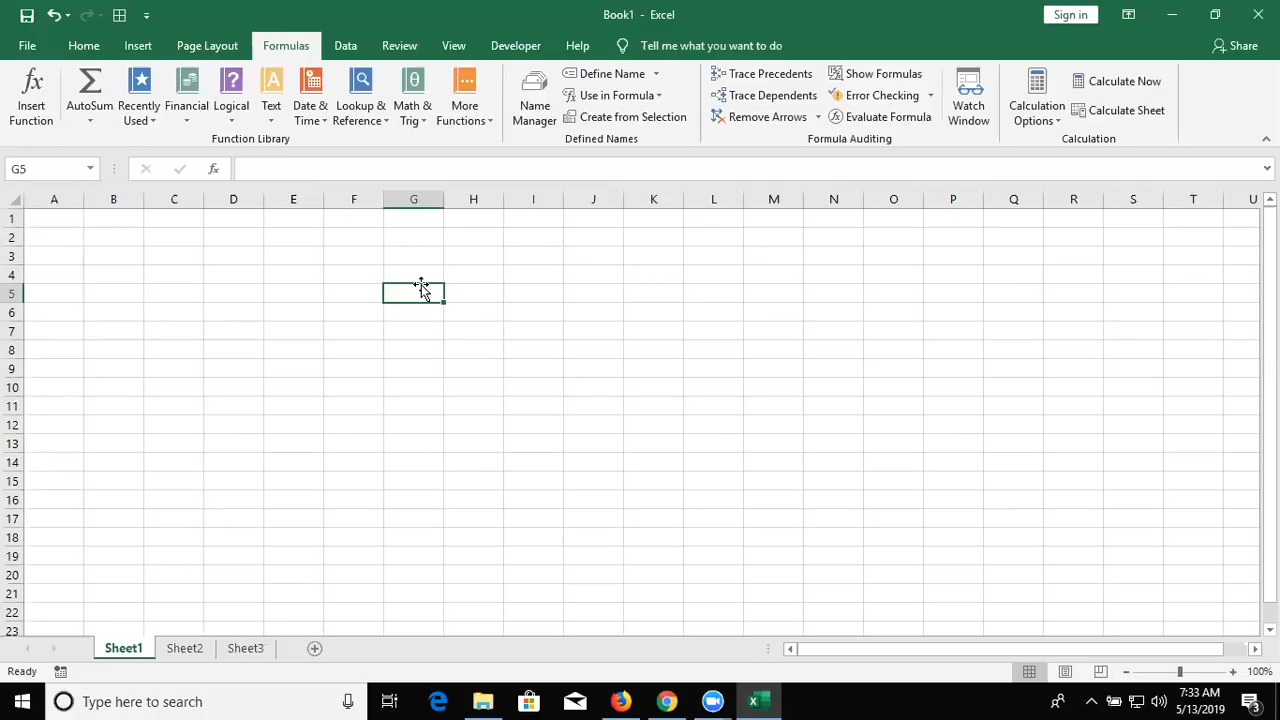 Book1 - Excel
Sign in
File Home Insert Page Layout Formulas Data Review View Developer Help Tell me what you want to do Share
Insert Function
AutoSum
Recently Used
Financial
Logical
Text
Date & Time
Lookup & Reference
Math & Trig
More Functions
Function Library
Name Manager
Define Name
Use in Formula
Create from Selection
Defined Names
Trace Precedents
Trace Dependents
Remove Arrows
Show Formulas
Error Checking
Evaluate Formula
Formula Auditing
Watch Window
Calculation Options
Calculate Now
Calculate Sheet
Calculation
G5
fx
A B C D E F G H I J K L M N O P Q R S T U
1
2
3
4
5
6
7
8
9
10
11
12
13
14
15
16
17
18
19
20
21
22
23
Sheet1 Sheet2 Sheet3
Ready
100%
Type here to search
7:33 AM
5/13/2019
3